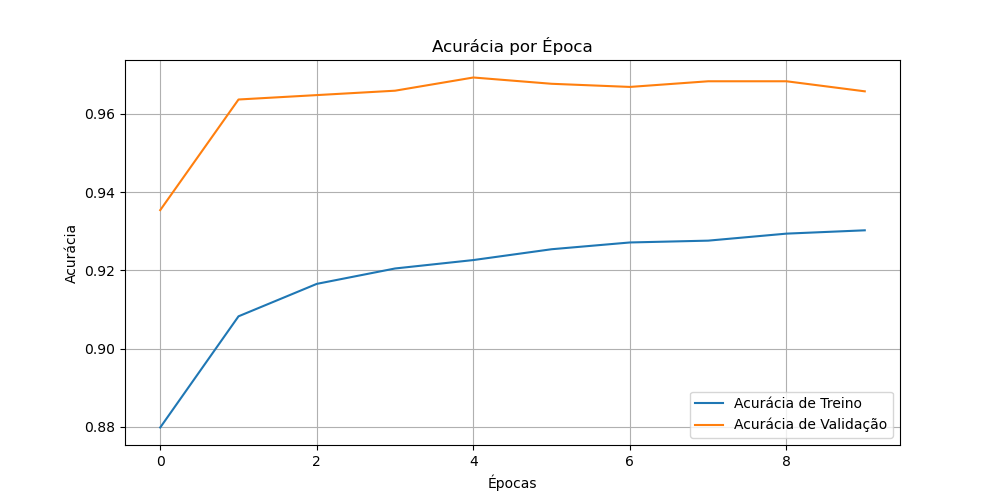 Acurácia por Época
0.96
0.94
0.92
0.90
0.88
Acurácia
0 2 4 6 8
Épocas
Acurácia de Treino
Acurácia de Validação